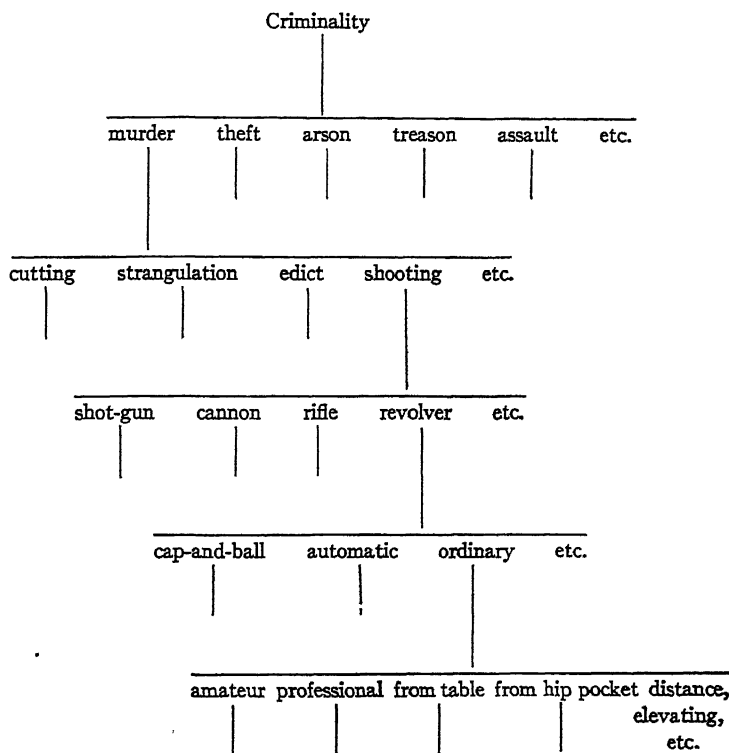 Criminality
murder theft arson treason assault etc.
cutting strangulation edict shooting etc.
shot-gun cannon rifle revolver etc.
cap-and-ball automatic ordinary etc.
amateur professional from table from hip pocket distance,
elevating,
etc.